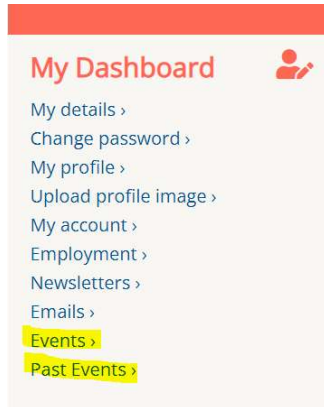 My Dashboard
My details ›
Change password ›
My profile ›
Upload profile image ›
My account ›
Employment ›
Newsletters ›
Emails ›
Events ›
Past Events ›